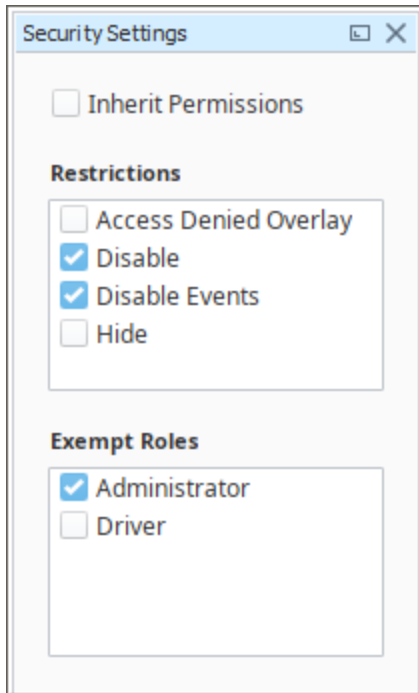 Security Settings
Inherit Permissions
Restrictions
Access Denied Overlay
Disable
Disable Events
Hide
Exempt Roles
Administrator
Driver